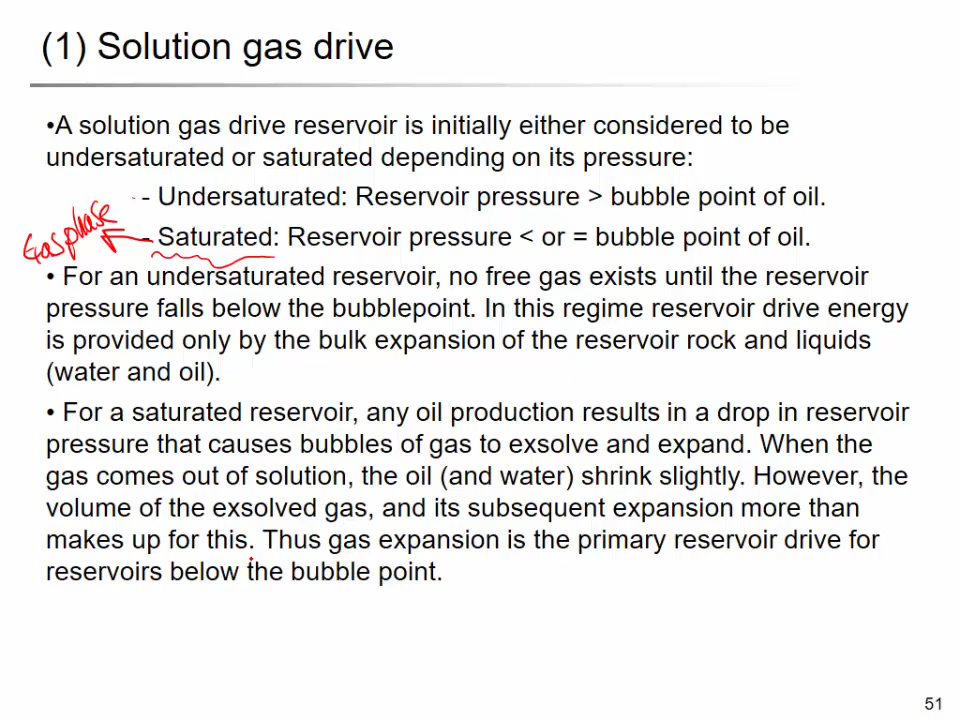 (1) Solution gas drive
•A solution gas drive reservoir is initially either considered to be
undersaturated or saturated depending on its pressure:
- Undersaturated: Reservoir pressure > bubble point of oil.
Gas phase
- Saturated: Reservoir pressure < or = bubble point of oil.
• For an undersaturated reservoir, no free gas exists until the reservoir
pressure falls below the bubblepoint. In this regime reservoir drive energy
is provided only by the bulk expansion of the reservoir rock and liquids
(water and oil).
• For a saturated reservoir, any oil production results in a drop in reservoir
pressure that causes bubbles of gas to exsolve and expand. When the
gas comes out of solution, the oil (and water) shrink slightly. However, the
volume of the exsolved gas, and its subsequent expansion more than
makes up for this. Thus gas expansion is the primary reservoir drive for
reservoirs below the bubble point.
51